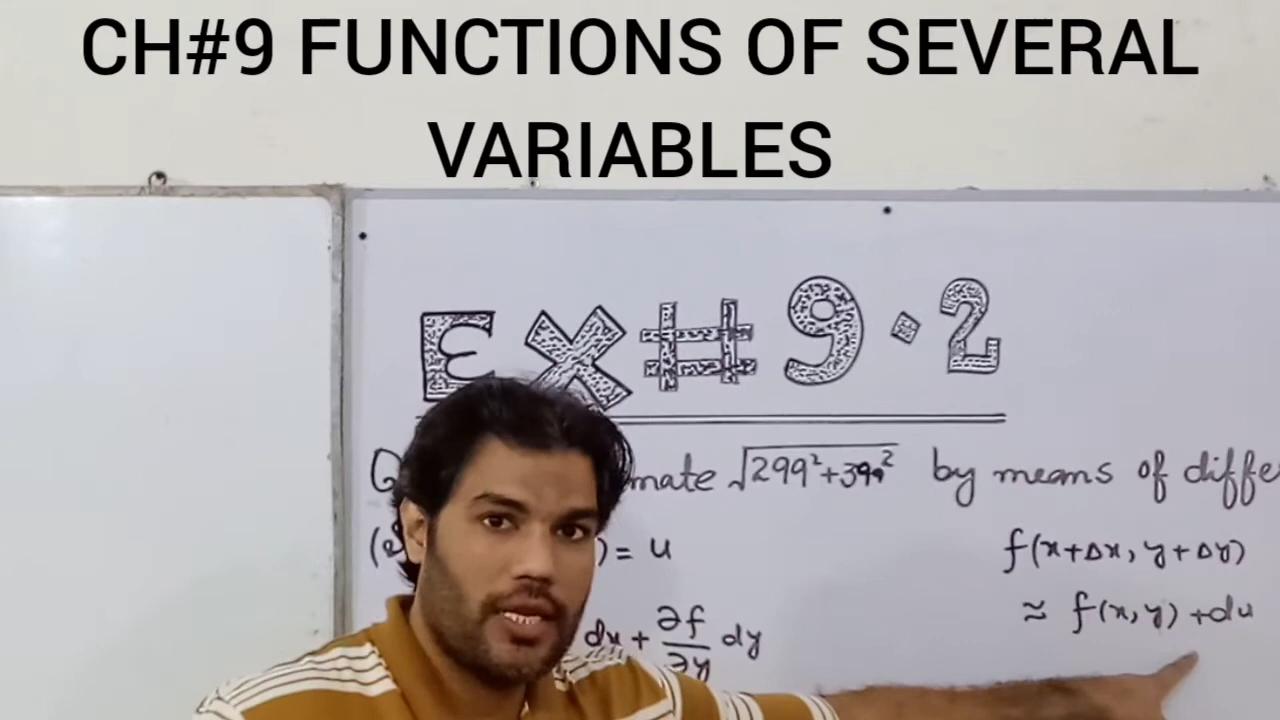 CH#9 FUNCTIONS OF SEVERAL
VARIABLES
EX#9.2
mate √299²+399² by means of diffe
) = u
f(x+Δx, y+Δy)
≈ f(x,y) +du
dx + ∂f/∂y dy